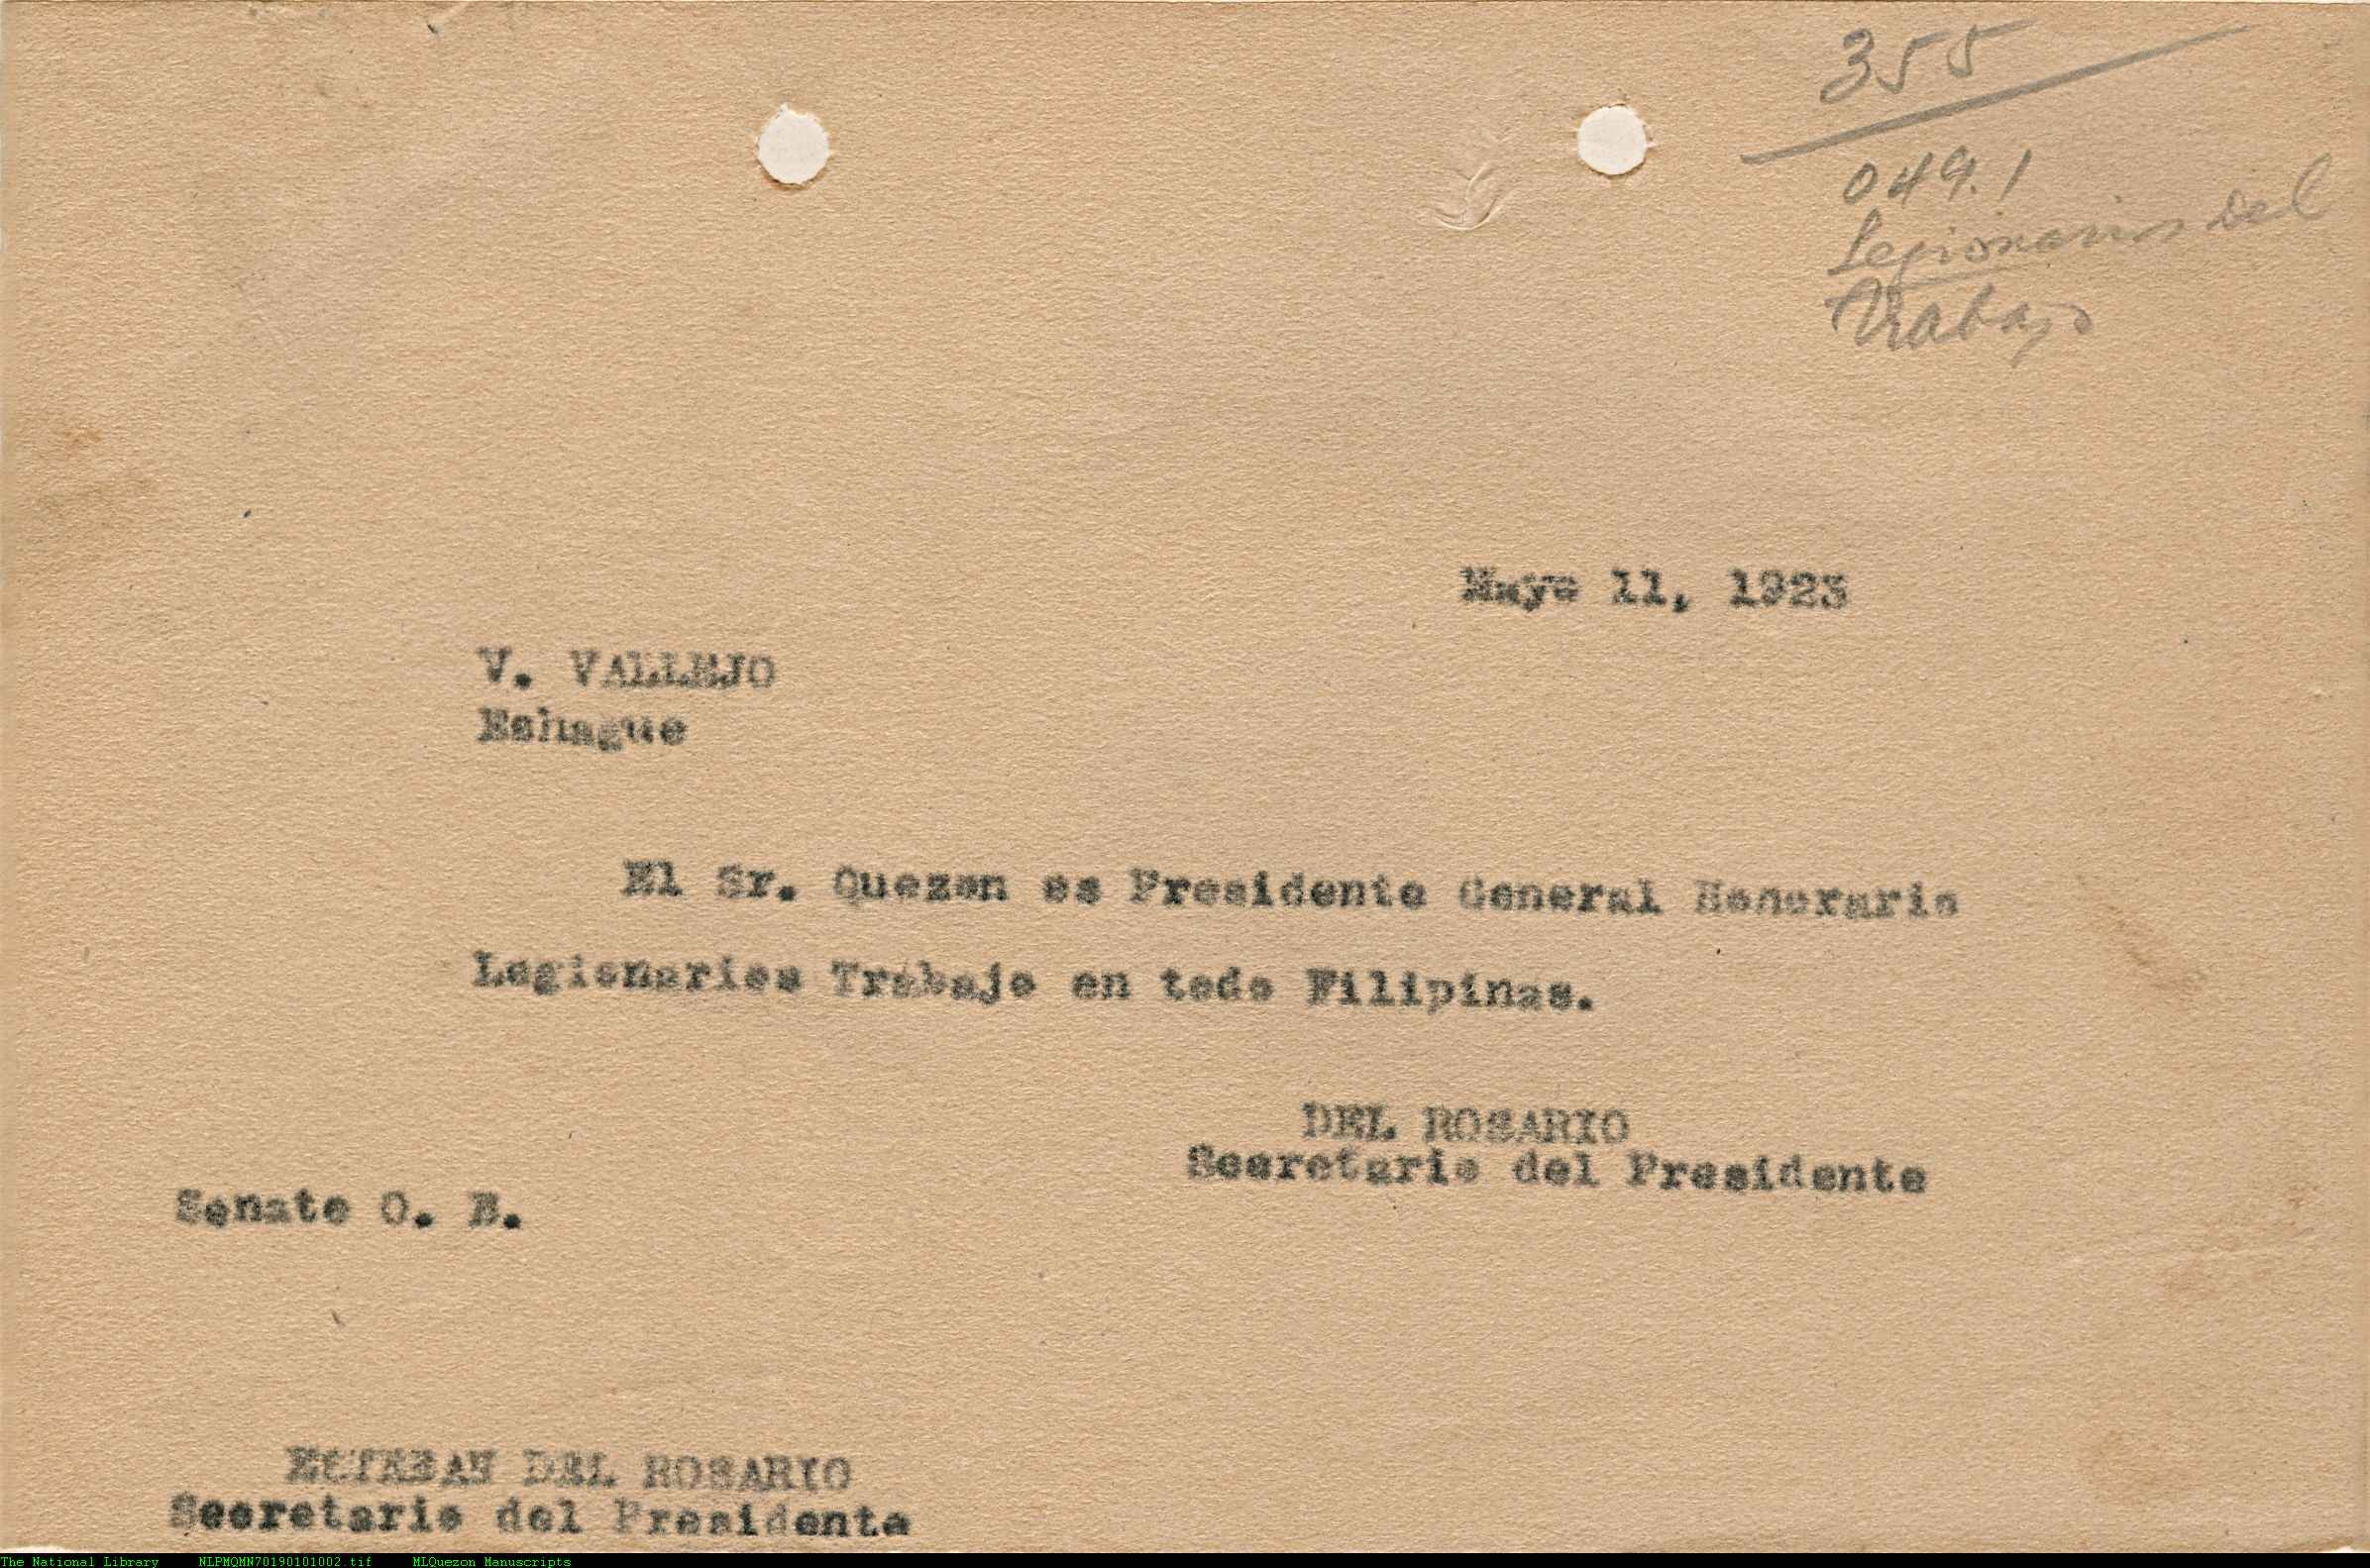 355
049.1
Legionarios del
Trabajo
Mayo 11, 1923
V. VALLEJO
Eshague
El Sr. Quezon es Presidente General Honorario
Legionarios Trabajo en todo Filipinas.
DEL ROSARIO
Secretario del Presidente
Senate O. B.
ESTEBAN DEL ROSARIO
Secretario del Presidente
The National Library NLPMQMN70190101002.tif MLQuezon Manuscripts